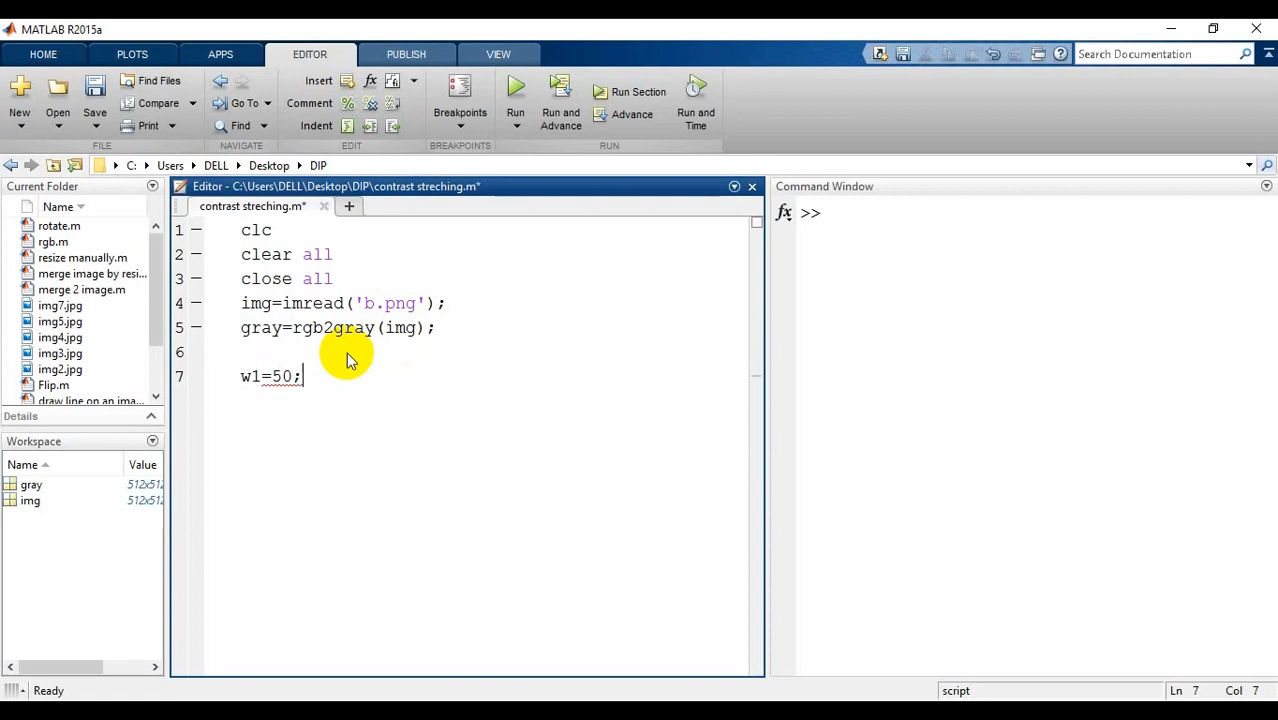 MATLAB R2015a
HOME PLOTS APPS EDITOR PUBLISH VIEW Search Documentation
New Open Save Find Files Compare Print Go To Find Insert fx Comment Indent Breakpoints Run Run and Advance Run Section Advance Run and Time
FILE NAVIGATE EDIT BREAKPOINTS RUN
C: Users DELL Desktop DIP
Current Folder
Name
rotate.m
rgb.m
resize manually.m
merge image by resi...
merge 2 image.m
img7.jpg
img5.jpg
img4.jpg
img3.jpg
img2.jpg
Flip.m
draw line on an ima...
Details
Workspace
Name Value
gray 512x512
img 512x512
Editor - C:\Users\DELL\Desktop\DIP\contrast streching.m*
contrast streching.m*
1 clc
2 clear all
3 close all
4 img=imread('b.png');
5 gray=rgb2gray(img);
6
7 w1=50;
Command Window
fx >>
Ready script Ln 7 Col 7